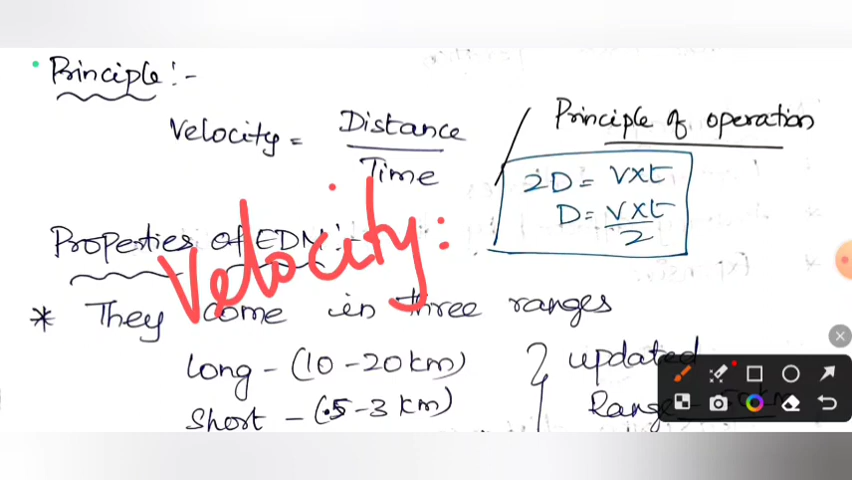 Principle :-
Velocity = Distance / Time
Principle of operation
2D = V×t
D = V×t / 2
Properties of EDM :-
Velocity:
* They come in three ranges
Long - (10 - 20 km)
Short - (.5 - 3 km)
updated
Range -